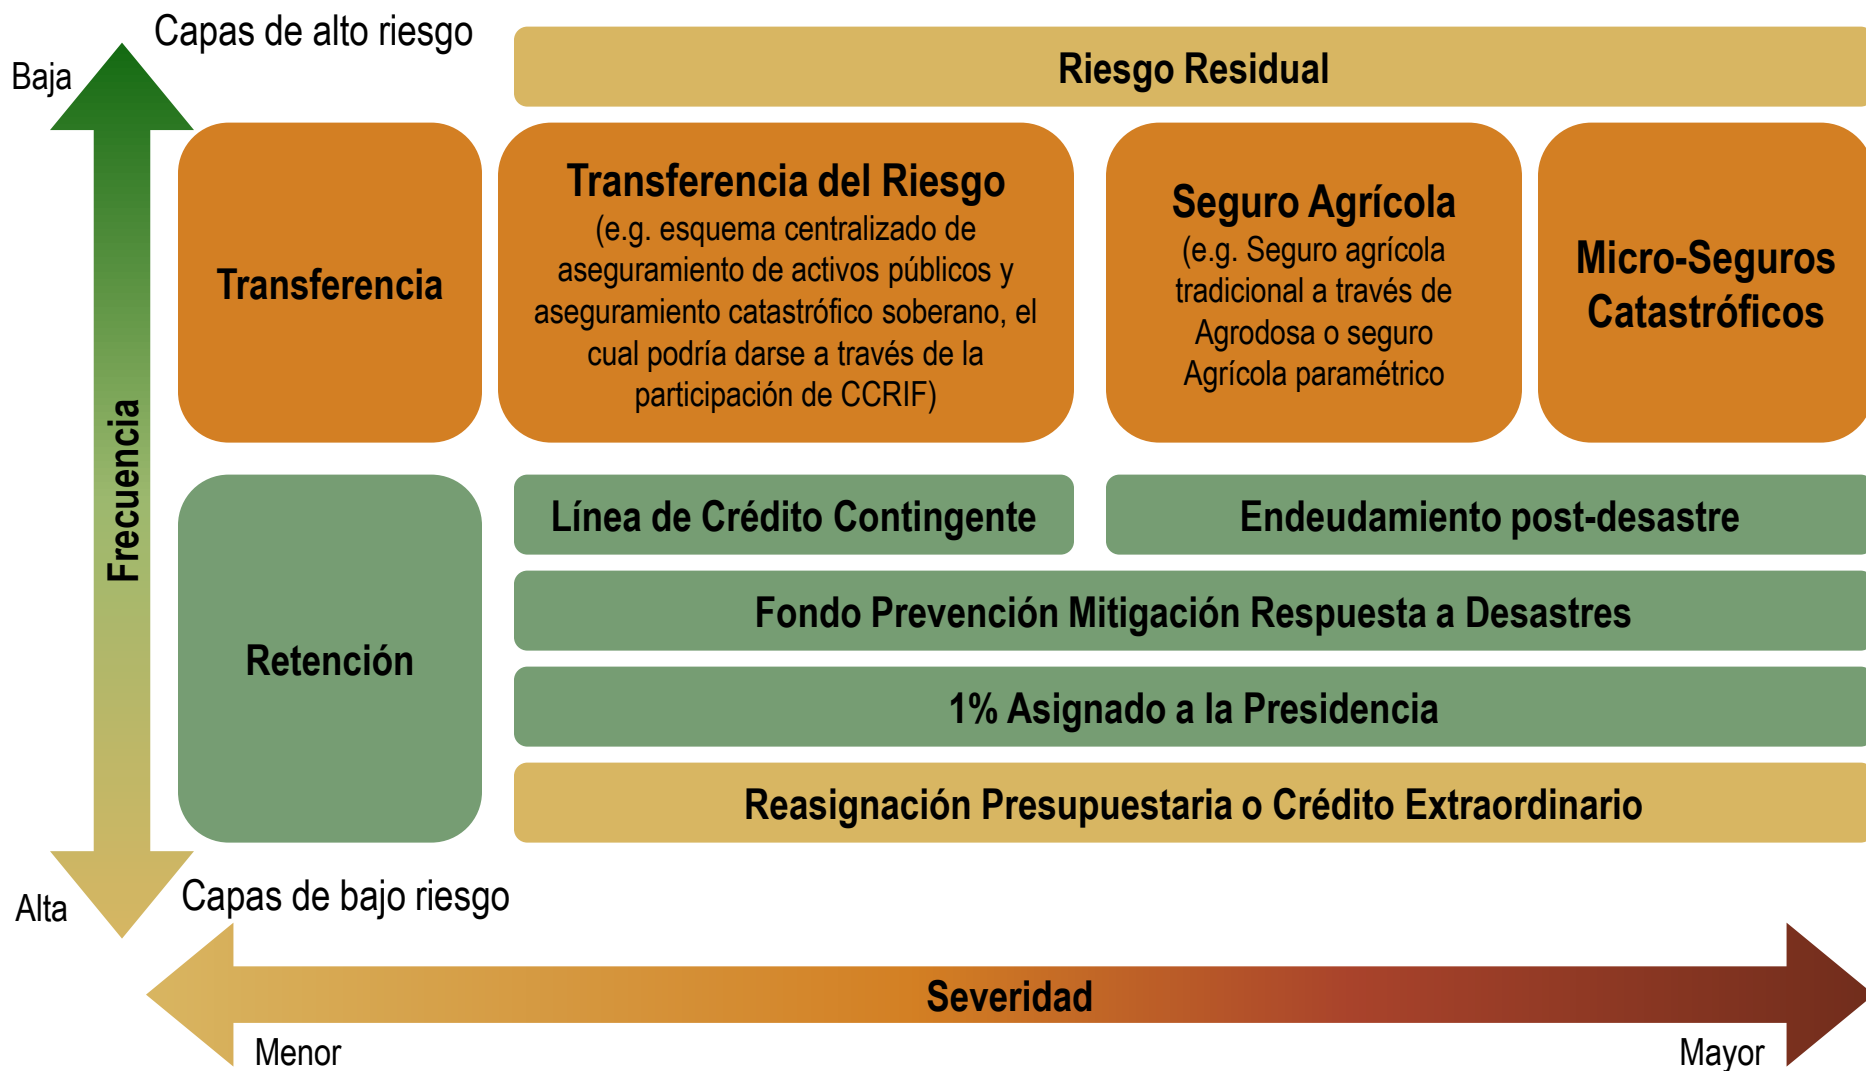 Capas de alto riesgo
Baja
Riesgo Residual
Transferencia
Transferencia del Riesgo
(e.g. esquema centralizado de
aseguramiento de activos públicos y
aseguramiento catastrófico soberano, el
cual podría darse a través de la
participación de CCRIF)
Seguro Agrícola
(e.g. Seguro agrícola
tradicional a través de
Agrodosa o seguro
Agrícola paramétrico
Micro-Seguros
Catastróficos
Frecuencia
Retención
Línea de Crédito Contingente
Endeudamiento post-desastre
Fondo Prevención Mitigación Respuesta a Desastres
1% Asignado a la Presidencia
Reasignación Presupuestaria o Crédito Extraordinario
Alta
Capas de bajo riesgo
Severidad
Menor
Mayor